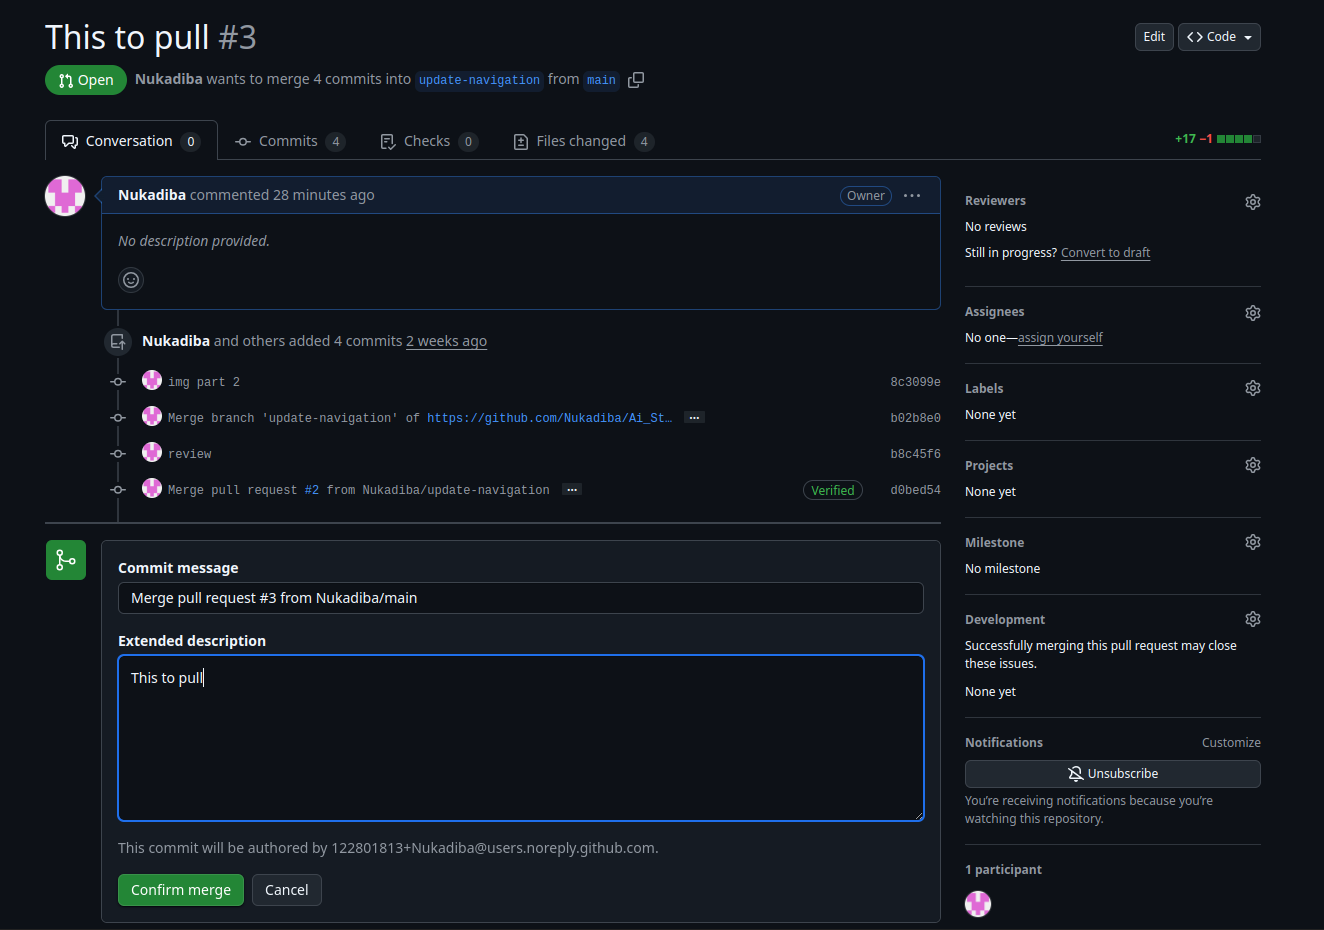 This to pull #3
Edit
Code
Open
Nukadiba wants to merge 4 commits into update-navigation from main
Conversation 0
Commits 4
Checks 0
Files changed 4
+17 −1
Nukadiba commented 28 minutes ago
Owner
No description provided.
Nukadiba and others added 4 commits 2 weeks ago
img part 2
8c3099e
Merge branch 'update-navigation' of https://github.com/Nukadiba/Ai_St…
b02b8e0
review
b8c45f6
Merge pull request #2 from Nukadiba/update-navigation
Verified
d0bed54
Commit message
Merge pull request #3 from Nukadiba/main
Extended description
This to pull
This commit will be authored by 122801813+Nukadiba@users.noreply.github.com.
Confirm merge
Cancel
Reviewers
No reviews
Still in progress? Convert to draft
Assignees
No one—assign yourself
Labels
None yet
Projects
None yet
Milestone
No milestone
Development
Successfully merging this pull request may close
these issues.
None yet
Notifications
Customize
Unsubscribe
You're receiving notifications because you're
watching this repository.
1 participant